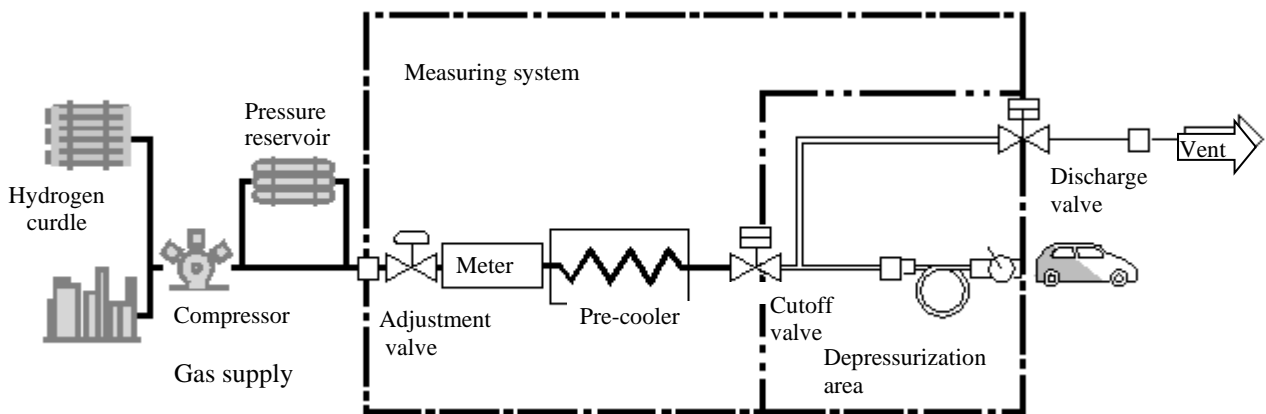 Measuring system
Pressure
reservoir
Hydrogen
curdle
Compressor
Gas supply
Adjustment
valve
Meter
Pre-cooler
Cutoff
valve
Depressurization
area
Discharge
valve
Vent